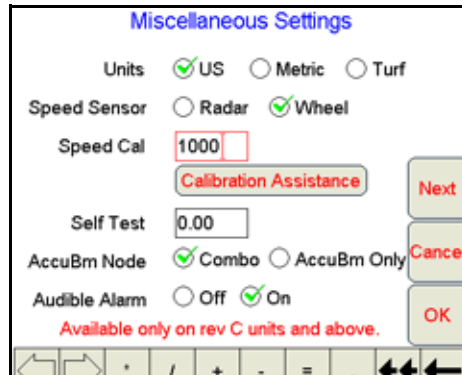 Miscellaneous Settings
Units US Metric Turf
Speed Sensor Radar Wheel
Speed Cal 1000
Calibration Assistance
Next
Self Test 0.00
AccuBm Node Combo AccuBm Only
Cance
Audible Alarm Off On
OK
Available only on rev C units and above.
* / + - = .